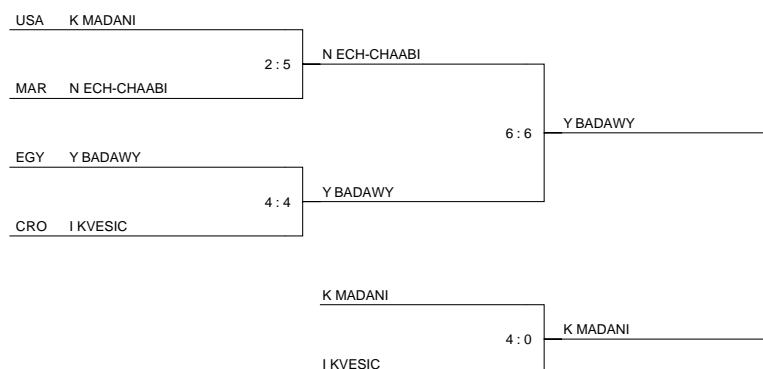 USA K MADANI
2 : 5
N ECH-CHAABI
MAR N ECH-CHAABI
6 : 6
Y BADAWY
EGY Y BADAWY
4 : 4
Y BADAWY
CRO I KVESIC
K MADANI
4 : 0
K MADANI
I KVESIC